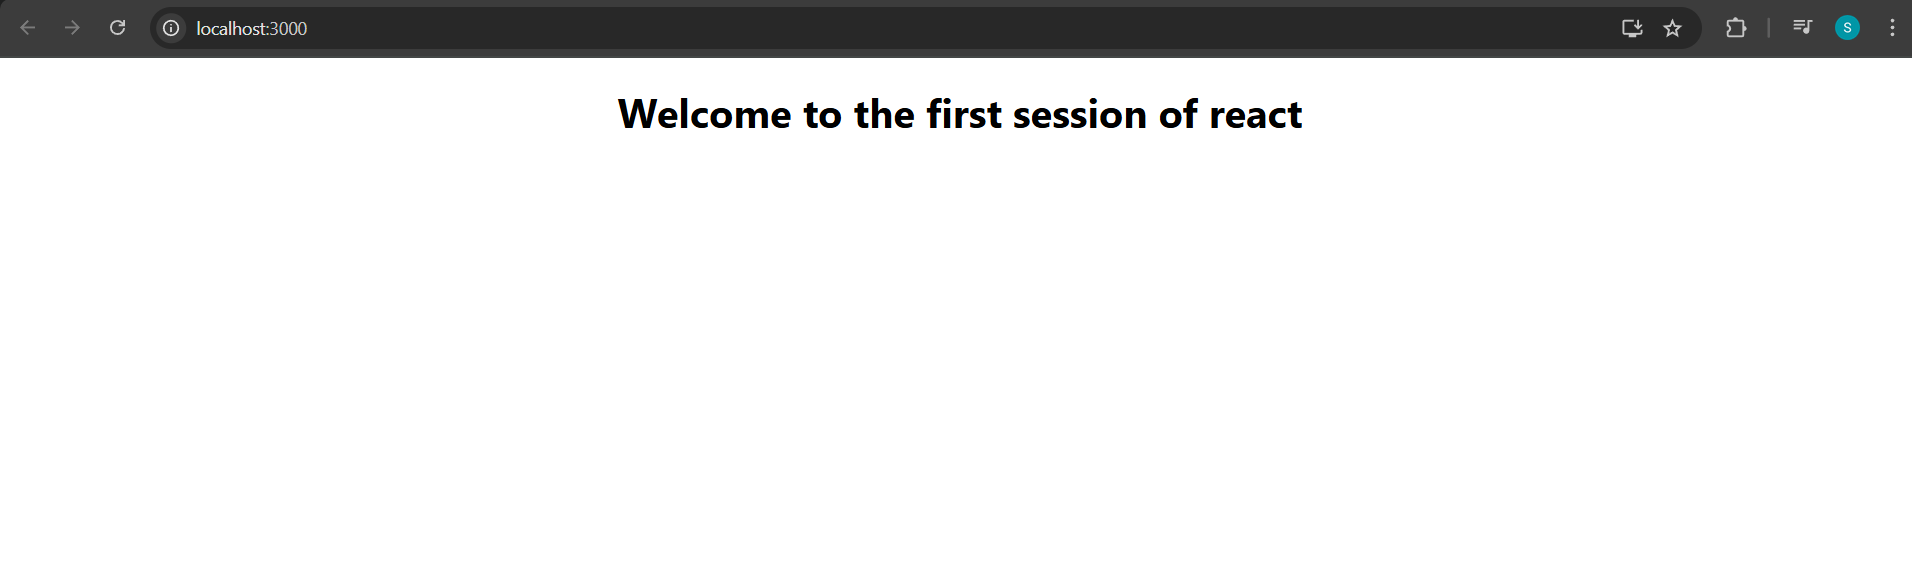 localhost:3000
S
Welcome to the first session of react